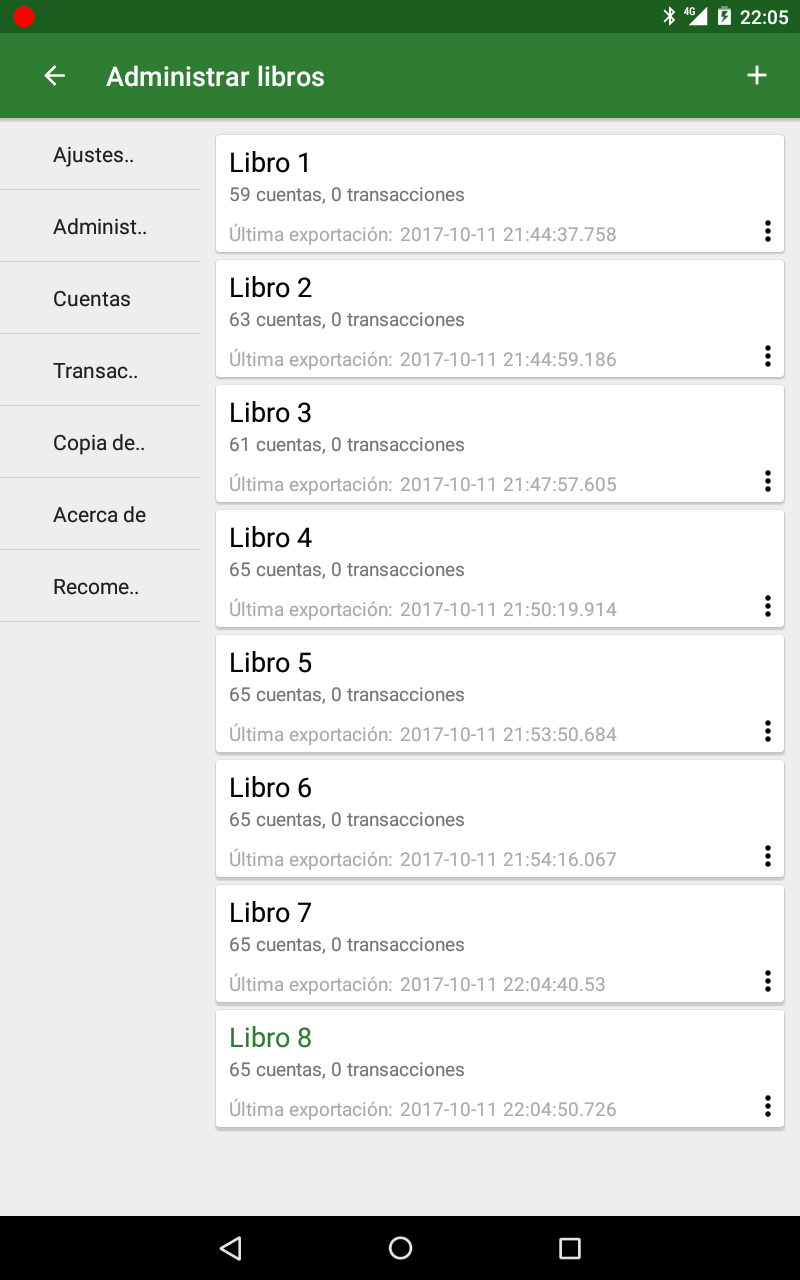 4G 22:05
Administrar libros
Ajustes..
Administ..
Cuentas
Transac..
Copia de..
Acerca de
Recome..
Libro 1
59 cuentas, 0 transacciones
Última exportación: 2017-10-11 21:44:37.758
Libro 2
63 cuentas, 0 transacciones
Última exportación: 2017-10-11 21:44:59.186
Libro 3
61 cuentas, 0 transacciones
Última exportación: 2017-10-11 21:47:57.605
Libro 4
65 cuentas, 0 transacciones
Última exportación: 2017-10-11 21:50:19.914
Libro 5
65 cuentas, 0 transacciones
Última exportación: 2017-10-11 21:53:50.684
Libro 6
65 cuentas, 0 transacciones
Última exportación: 2017-10-11 21:54:16.067
Libro 7
65 cuentas, 0 transacciones
Última exportación: 2017-10-11 22:04:40.53
Libro 8
65 cuentas, 0 transacciones
Última exportación: 2017-10-11 22:04:50.726